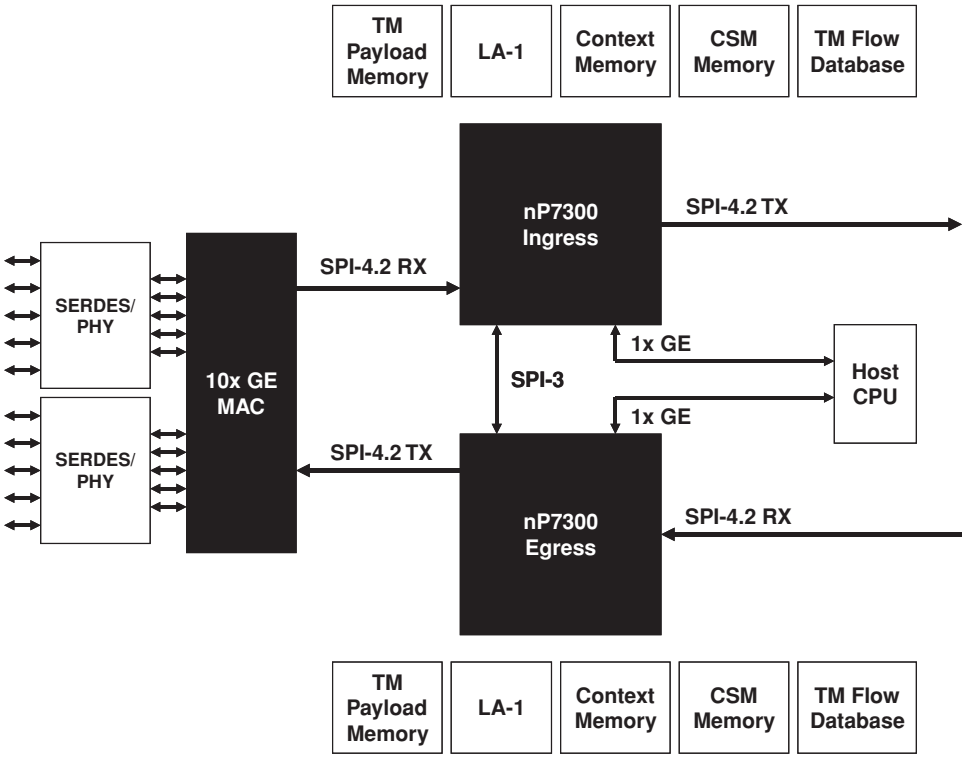 TM
Payload
Memory
LA-1
Context
Memory
CSM
Memory
TM Flow
Database
nP7300
Ingress
SPI-4.2 TX
SPI-4.2 RX
SERDES/
PHY
10x GE
MAC
1x GE
SPI-3
Host
CPU
1x GE
SERDES/
PHY
SPI-4.2 TX
nP7300
Egress
SPI-4.2 RX
TM
Payload
Memory
LA-1
Context
Memory
CSM
Memory
TM Flow
Database